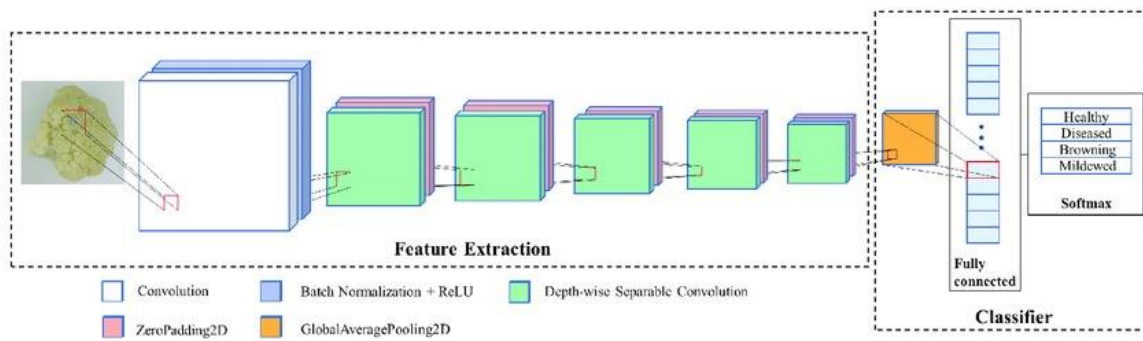 Healthy
Diseased
Browning
Mildewed
Softmax
Feature Extraction
Fully
connected
Classifier
Convolution
Batch Normalization + ReLU
Depth-wise Separable Convolution
ZeroPadding2D
GlobalAveragePooling2D